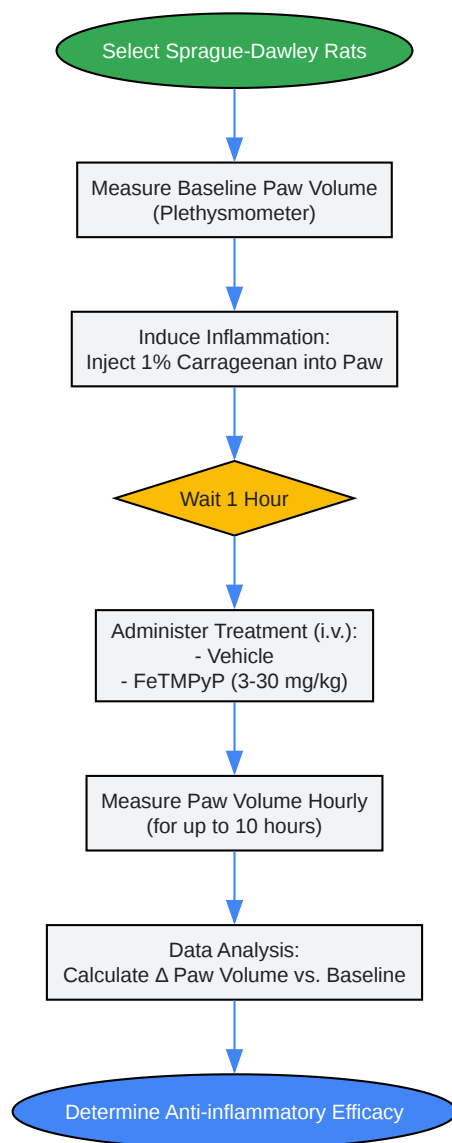 Select Sprague-Dawley Rats
Measure Baseline Paw Volume
(Plethysmometer)
Induce Inflammation:
Inject 1% Carrageenan into Paw
Wait 1 Hour
Administer Treatment (i.v.):
- Vehicle
- FeTMPyP (3-30 mg/kg)
Measure Paw Volume Hourly
(for up to 10 hours)
Data Analysis:
Calculate Δ Paw Volume vs. Baseline
Determine Anti-inflammatory Efficacy